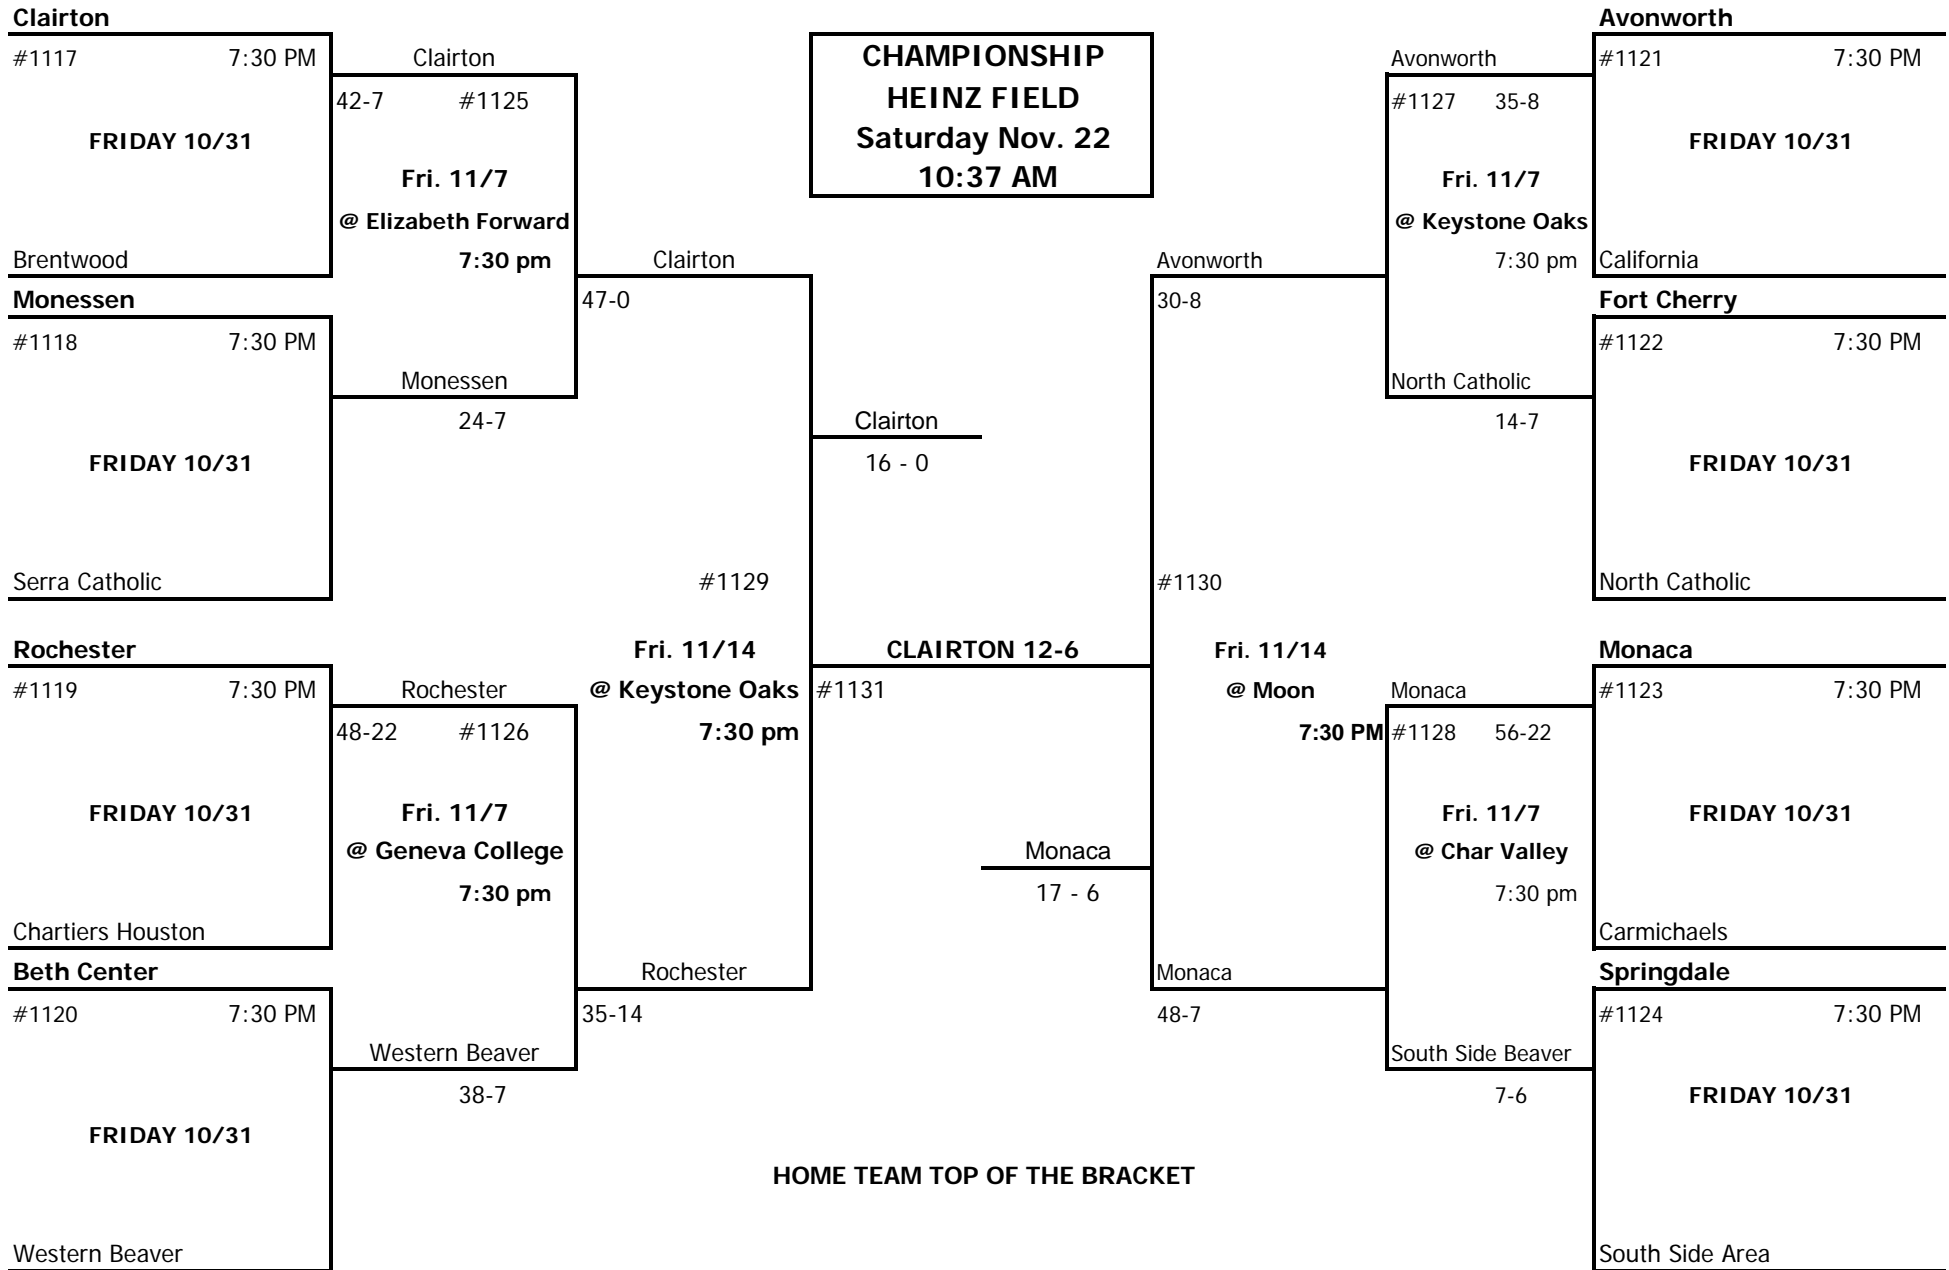 Clairton
#1117 7:30 PM
FRIDAY 10/31
Brentwood
Monessen
#1118 7:30 PM
FRIDAY 10/31
Serra Catholic
Rochester
#1119 7:30 PM
FRIDAY 10/31
Chartiers Houston
Beth Center
#1120 7:30 PM
FRIDAY 10/31
Western Beaver
Clairton
42-7 #1125
Fri. 11/7
@ Elizabeth Forward
7:30 pm
Monessen
24-7
Rochester
48-22 #1126
Fri. 11/7
@ Geneva College
7:30 pm
Western Beaver
38-7
Clairton
47-0
#1129
Fri. 11/14
@ Keystone Oaks
7:30 pm
Rochester
35-14
CHAMPIONSHIP
HEINZ FIELD
Saturday Nov. 22
10:37 AM
Clairton
16 - 0
CLAIRTON 12-6
#1131
Monaca
17 - 6
HOME TEAM TOP OF THE BRACKET
Avonworth
30-8
#1130
Fri. 11/14
@ Moon
7:30 PM
Monaca
48-7
Avonworth
#1127 35-8
Fri. 11/7
@ Keystone Oaks
7:30 pm
North Catholic
14-7
Monaca
#1128 56-22
Fri. 11/7
@ Char Valley
7:30 pm
South Side Beaver
7-6
Avonworth
#1121 7:30 PM
FRIDAY 10/31
California
Fort Cherry
#1122 7:30 PM
FRIDAY 10/31
North Catholic
Monaca
#1123 7:30 PM
FRIDAY 10/31
Carmichaels
Springdale
#1124 7:30 PM
FRIDAY 10/31
South Side Area